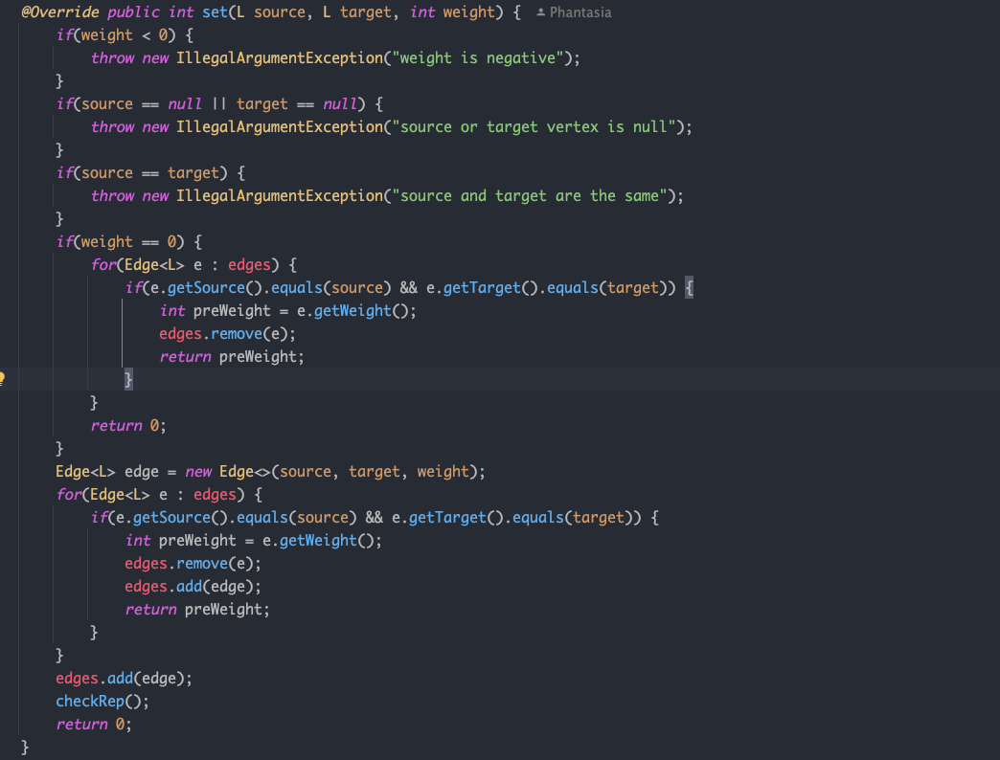 @Override public int set(L source, L target, int weight) { Phantasia
    if(weight < 0) {
        throw new IllegalArgumentException("weight is negative");
    }
    if(source == null || target == null) {
        throw new IllegalArgumentException("source or target vertex is null");
    }
    if(source == target) {
        throw new IllegalArgumentException("source and target are the same");
    }
    if(weight == 0) {
        for(Edge<L> e : edges) {
            if(e.getSource().equals(source) && e.getTarget().equals(target)) {
                int preWeight = e.getWeight();
                edges.remove(e);
                return preWeight;
            }
        }
        return 0;
    }
    Edge<L> edge = new Edge<>(source, target, weight);
    for(Edge<L> e : edges) {
        if(e.getSource().equals(source) && e.getTarget().equals(target)) {
            int preWeight = e.getWeight();
            edges.remove(e);
            edges.add(edge);
            return preWeight;
        }
    }
    edges.add(edge);
    checkRep();
    return 0;
}